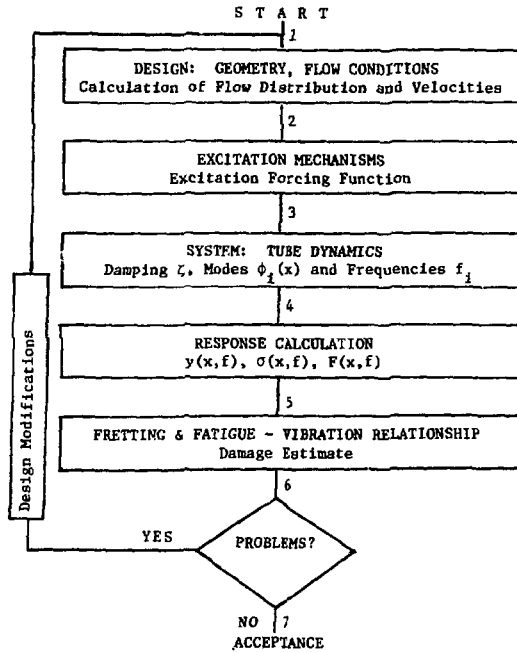 S T A R T
1
DESIGN: GEOMETRY, FLOW CONDITIONS
Calculation of Flow Distribution and Velocities
2
EXCITATION MECHANISMS
Excitation Forcing Function
3
SYSTEM: TUBE DYNAMICS
Damping ζ, Modes ϕ_i(x) and Frequencies f_i
4
RESPONSE CALCULATION
y(x,f), σ(x,f), F(x,f)
5
FRETTING & FATIGUE - VIBRATION RELATIONSHIP
Damage Estimate
6
PROBLEMS?
YES
Design Modifications
NO 7
ACCEPTANCE